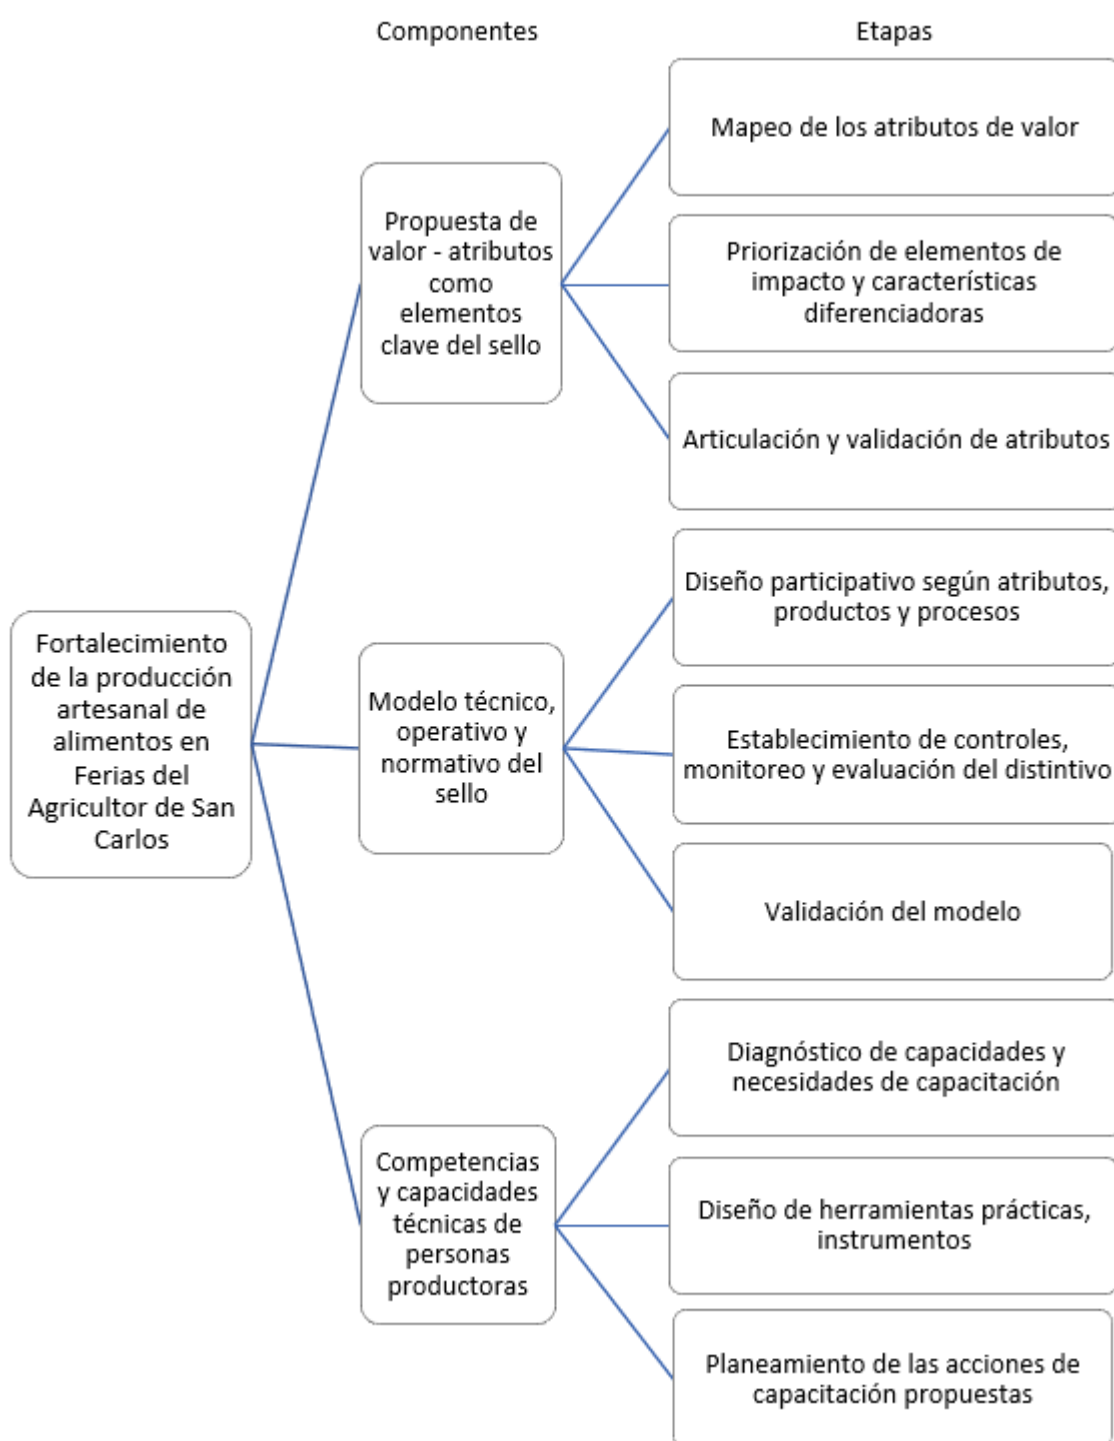 Componentes
Etapas
Fortalecimiento
de la producción
artesanal de
alimentos en
Ferias del
Agricultor de San
Carlos
Propuesta de
valor - atributos
como
elementos
clave del sello
Mapeo de los atributos de valor
Priorización de elementos de
impacto y características
diferenciadoras
Articulación y validación de atributos
Modelo técnico,
operativo y
normativo del
sello
Diseño participativo según atributos,
productos y procesos
Establecimiento de controles,
monitoreo y evaluación del distintivo
Validación del modelo
Competencias
y capacidades
técnicas de
personas
productoras
Diagnóstico de capacidades y
necesidades de capacitación
Diseño de herramientas prácticas,
instrumentos
Planeamiento de las acciones de
capacitación propuestas